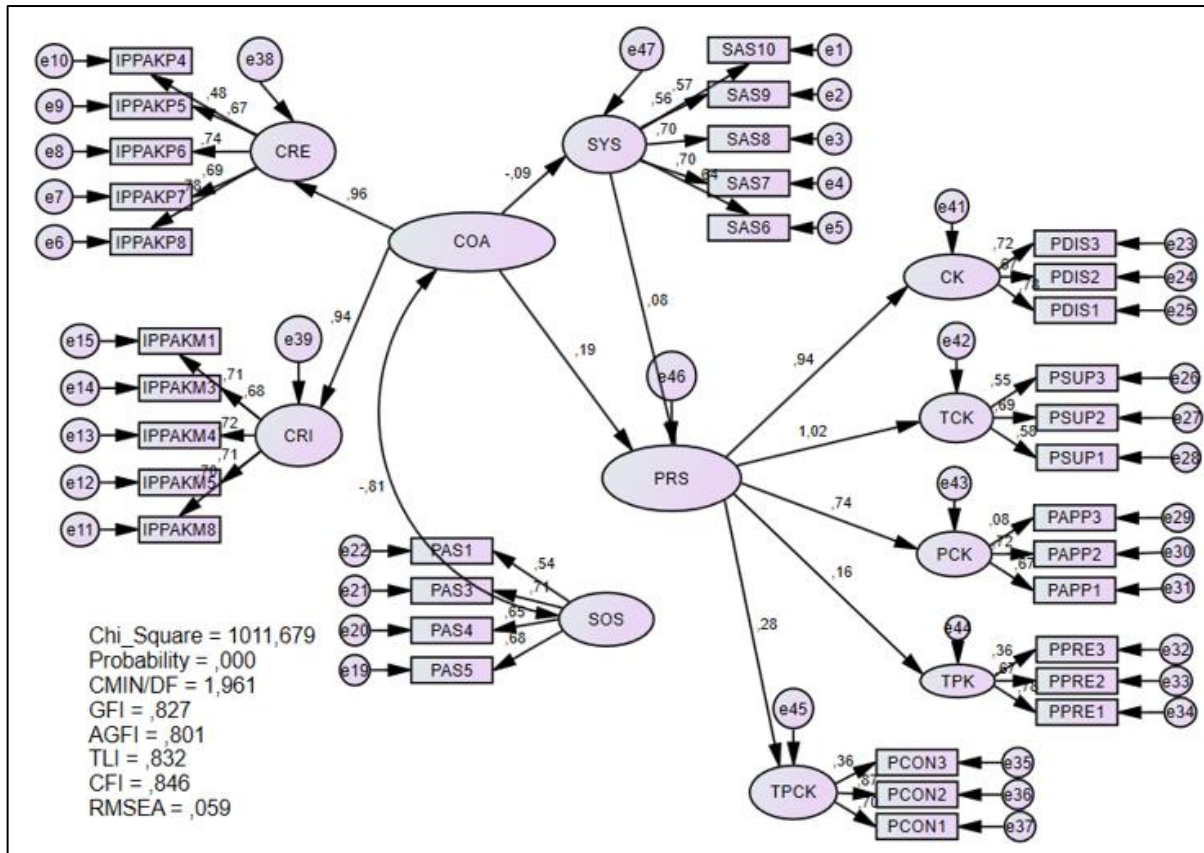 e10
IPPAKP4
e38
e9
IPPAKP5
,48
,67
e8
IPPAKP6
,74
CRE
e7
IPPAKP7
,69
,78
e6
IPPAKP8
,96
e47
SAS10
e1
,57
,56
SAS9
e2
SYS
,70
SAS8
e3
,70
SAS7
e4
,64
SAS6
e5
-,09
COA
,08
,19
,94
e15
IPPAKM1
e39
,71
e14
IPPAKM3
,68
e13
IPPAKM4
,72
CRI
,71
e12
IPPAKM5
e11
IPPAKM8
-,81
e46
PRS
,94
e41
,72
PDIS3
e23
CK
PDIS2
e24
PDIS1
e25
e42
,55
PSUP3
e26
1,02
TCK
,69
PSUP2
e27
,58
PSUP1
e28
e43
,74
,08
PAPP3
e29
PCK
,72
PAPP2
e30
,67
PAPP1
e31
,16
e44
,36
PPRE3
e32
TPK
,67
PPRE2
e33
,78
PPRE1
e34
,28
e45
,36
PCON3
e35
TPCK
,87
PCON2
e36
,70
PCON1
e37
e22
PAS1
,54
e21
PAS3
,71
SOS
e20
PAS4
,65
e19
PAS5
,68
Chi_Square = 1011,679
Probability = ,000
CMIN/DF = 1,961
GFI = ,827
AGFI = ,801
TLI = ,832
CFI = ,846
RMSEA = ,059